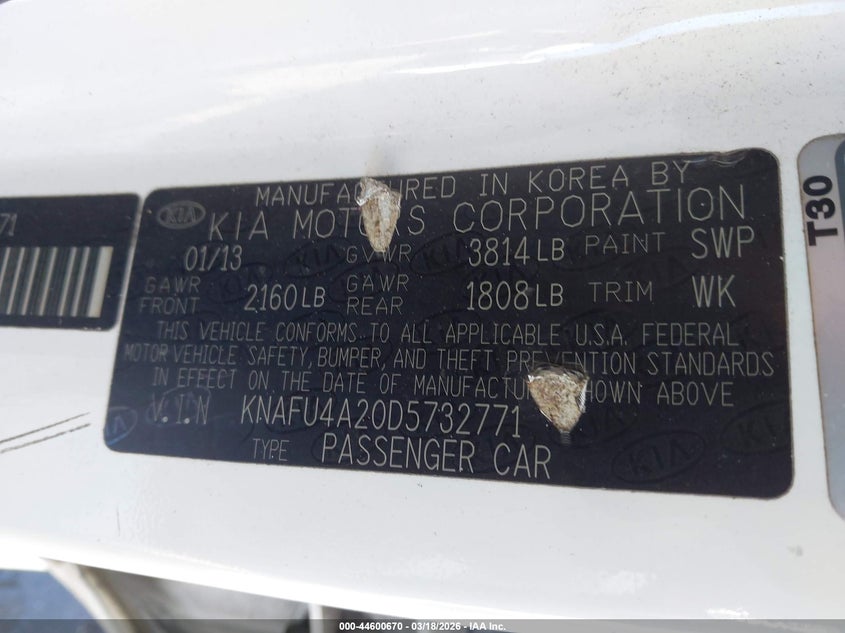 MANUFACTURED IN KOREA BY
KIA KIA MOTORS CORPORATION
01/13 GVWR 3814 LB PAINT SWP
GAWR FRONT 2160 LB GAWR REAR 1808 LB TRIM WK
THIS VEHICLE CONFORMS TO ALL APPLICABLE U.S.A. FEDERAL
MOTOR VEHICLE SAFETY, BUMPER, AND THEFT PREVENTION STANDARDS
IN EFFECT ON THE DATE OF MANUFACTURE SHOWN ABOVE
V.I.N KNAFU4A20D5732771
TYPE PASSENGER CAR
71
T30
000-44600670 - 03/18/2026 - IAA Inc.